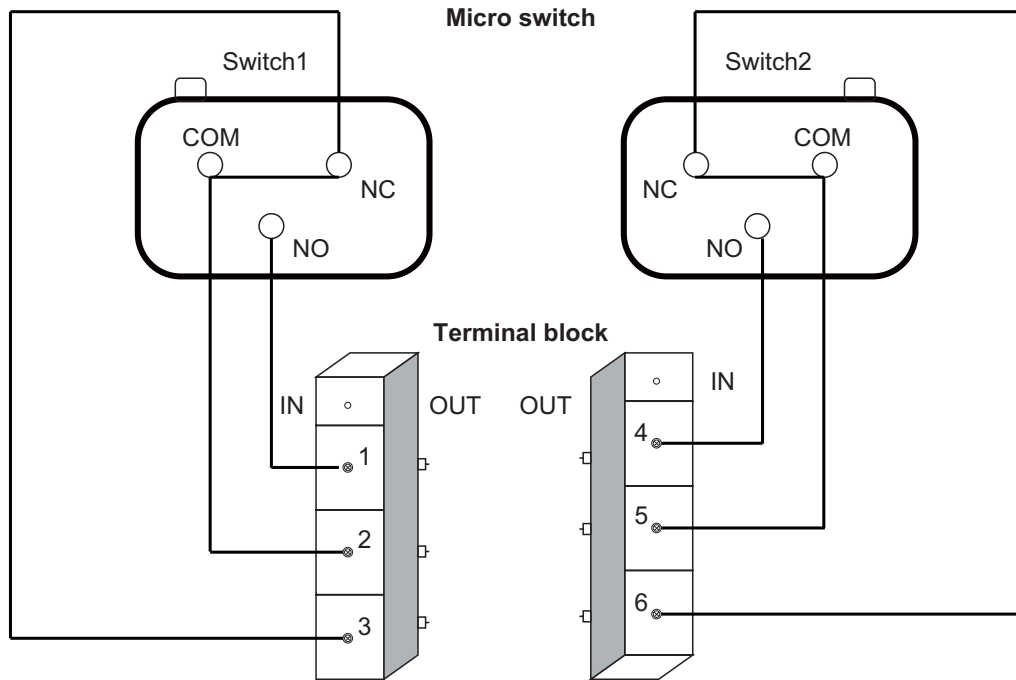 Micro switch
Switch1
COM
NC
NO
Switch2
COM
NC
NO
Terminal block
IN
OUT
1
2
3
OUT
IN
4
5
6